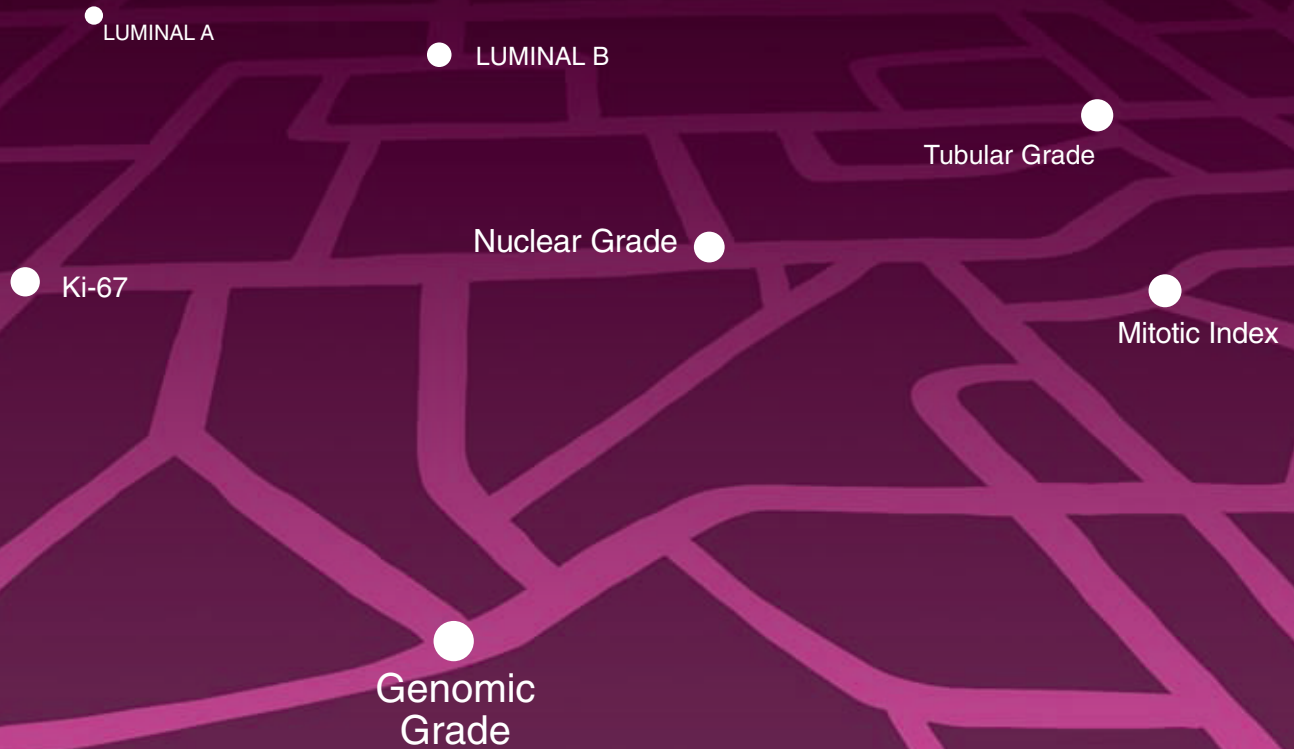 LUMINAL A
LUMINAL B
Tubular Grade
Nuclear Grade
Ki-67
Mitotic Index
Genomic
Grade